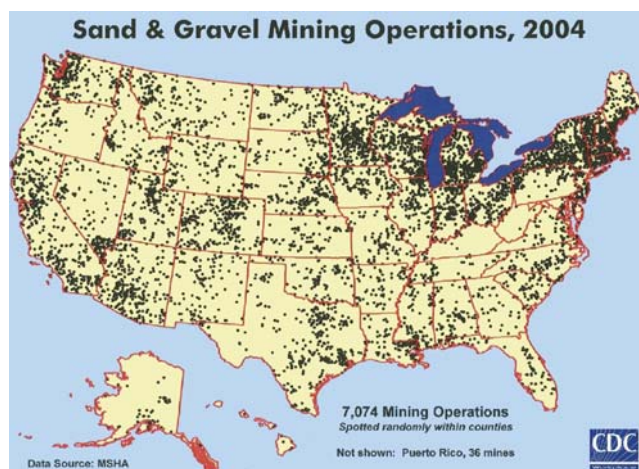 Sand & Gravel Mining Operations, 2004
7,074 Mining Operations
Spotted randomly within counties
Not shown: Puerto Rico, 36 mines
Data Source: MSHA
CDC